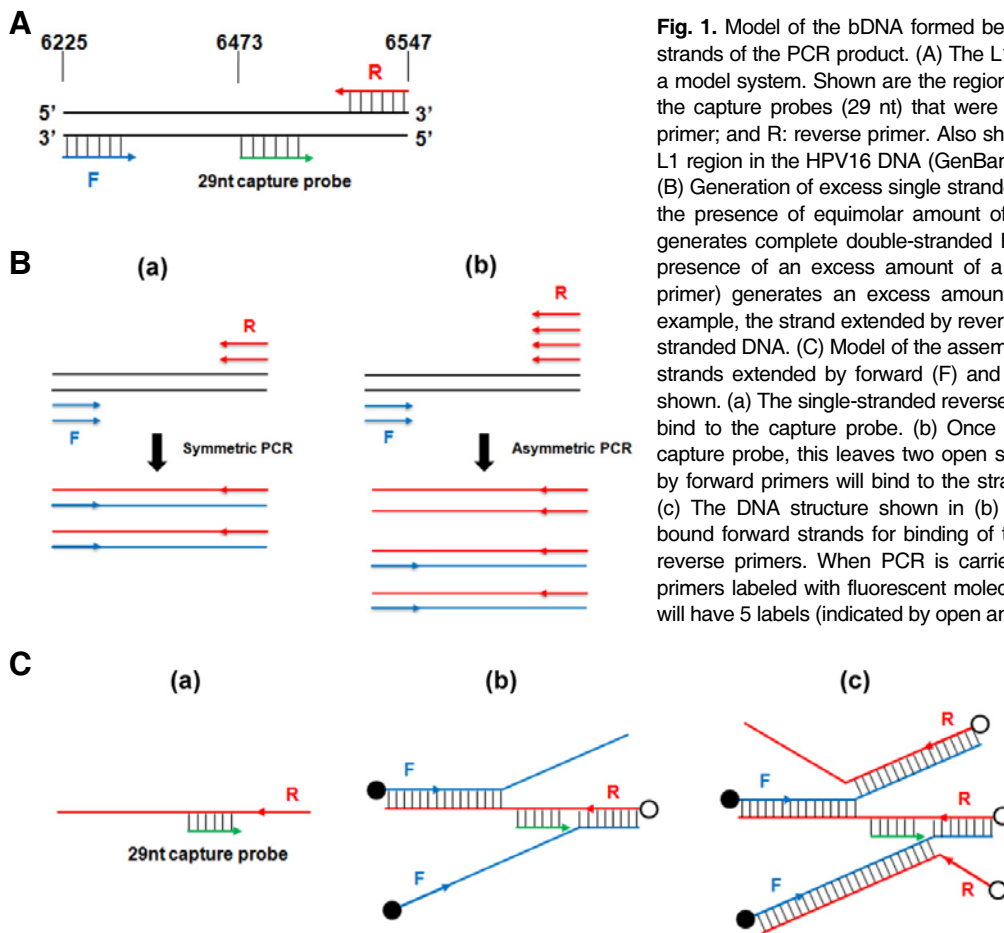 A
6225 6473 6547
R
5' 3'
3' 5'
F
29nt capture probe
B
(a) (b)
R
R
F
F
Symmetric PCR
Asymmetric PCR
C
(a) (b) (c)
R
29nt capture probe
F
R
F
R
F
R
F
R
Fig. 1. Model of the bDNA formed be
strands of the PCR product. (A) The L1
a model system. Shown are the region
the capture probes (29 nt) that were
primer; and R: reverse primer. Also sh
L1 region in the HPV16 DNA (GenBan
(B) Generation of excess single strande
the presence of equimolar amount of
generates complete double-stranded
presence of an excess amount of a
primer) generates an excess amoun
example, the strand extended by rever
stranded DNA. (C) Model of the assem
strands extended by forward (F) and
shown. (a) The single-stranded reverse
bind to the capture probe. (b) Once
capture probe, this leaves two open s
by forward primers will bind to the stra
(c) The DNA structure shown in (b)
bound forward strands for binding of t
reverse primers. When PCR is carrie
primers labeled with fluorescent molec
will have 5 labels (indicated by open an